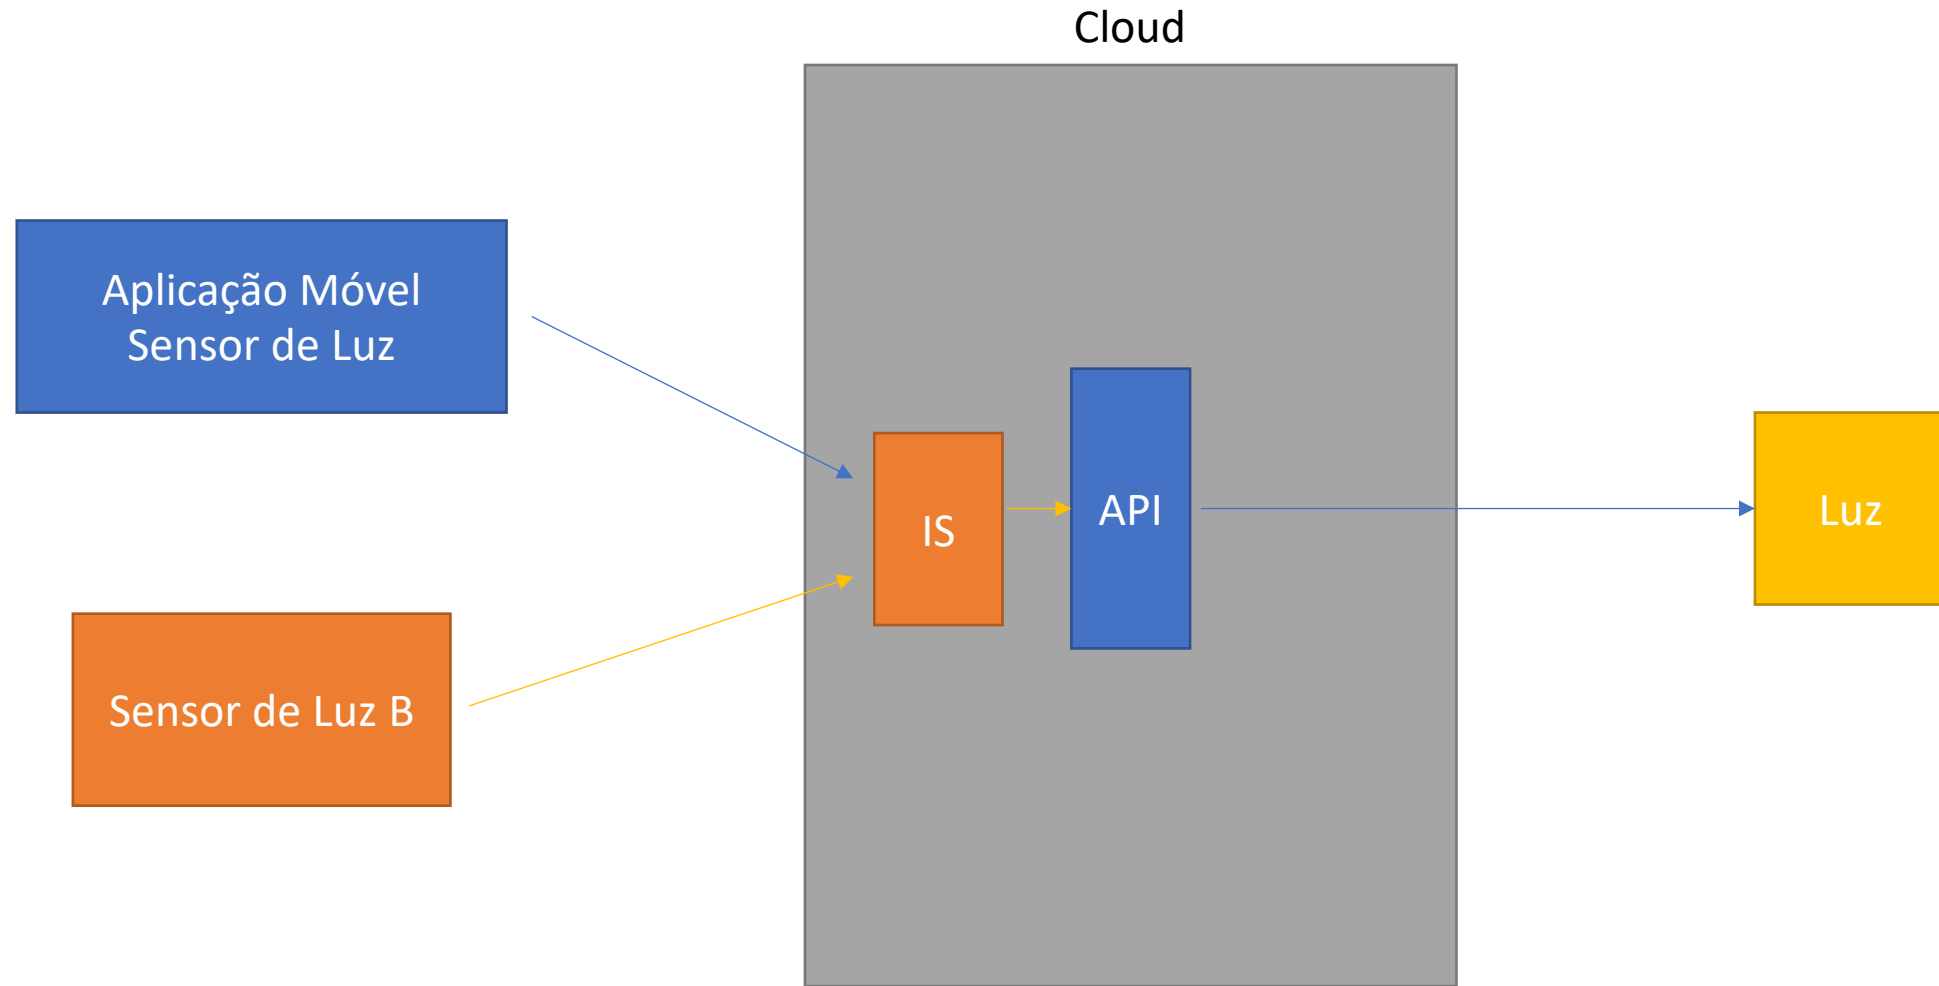 Cloud
Aplicação Móvel
Sensor de Luz
IS
API
Luz
Sensor de Luz B